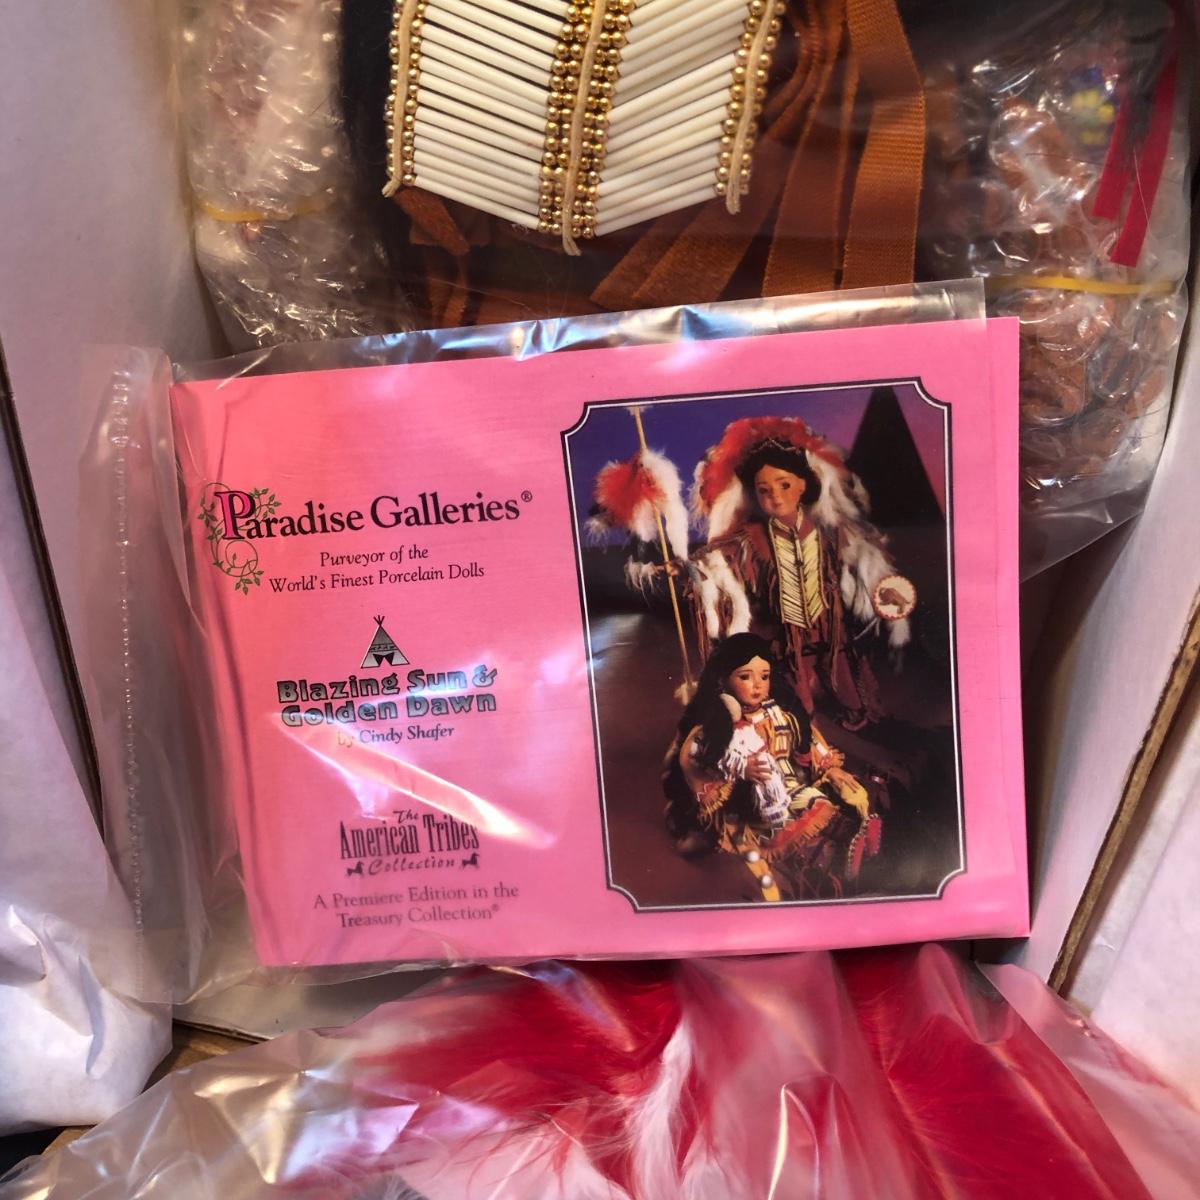 Paradise Galleries®
Purveyor of the
World's Finest Porcelain Dolls
Blazing Sun &
Golden Dawn
by Cindy Shafer
The
American Tribes
Collection
A Premiere Edition in the
Treasury Collection®